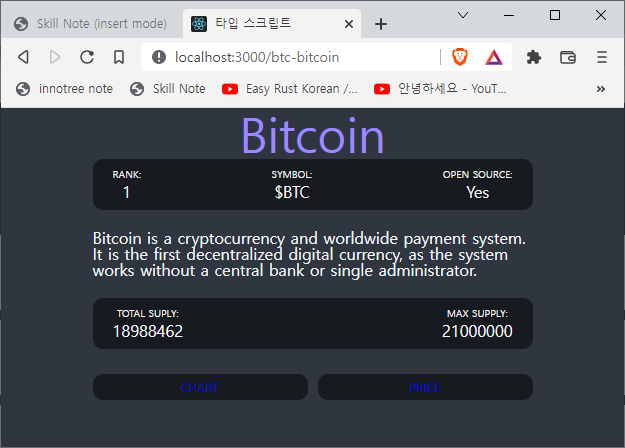 Skill Note (insert mode)
타입 스크립트
localhost:3000/btc-bitcoin
innotree note
Skill Note
Easy Rust Korean /...
안녕하세요 - YouT...
Bitcoin
RANK:
1
SYMBOL:
$BTC
OPEN SOURCE:
Yes
Bitcoin is a cryptocurrency and worldwide payment system.
It is the first decentralized digital currency, as the system
works without a central bank or single administrator.
TOTAL SUPLY:
18988462
MAX SUPPLY:
21000000
CHART
PRICE